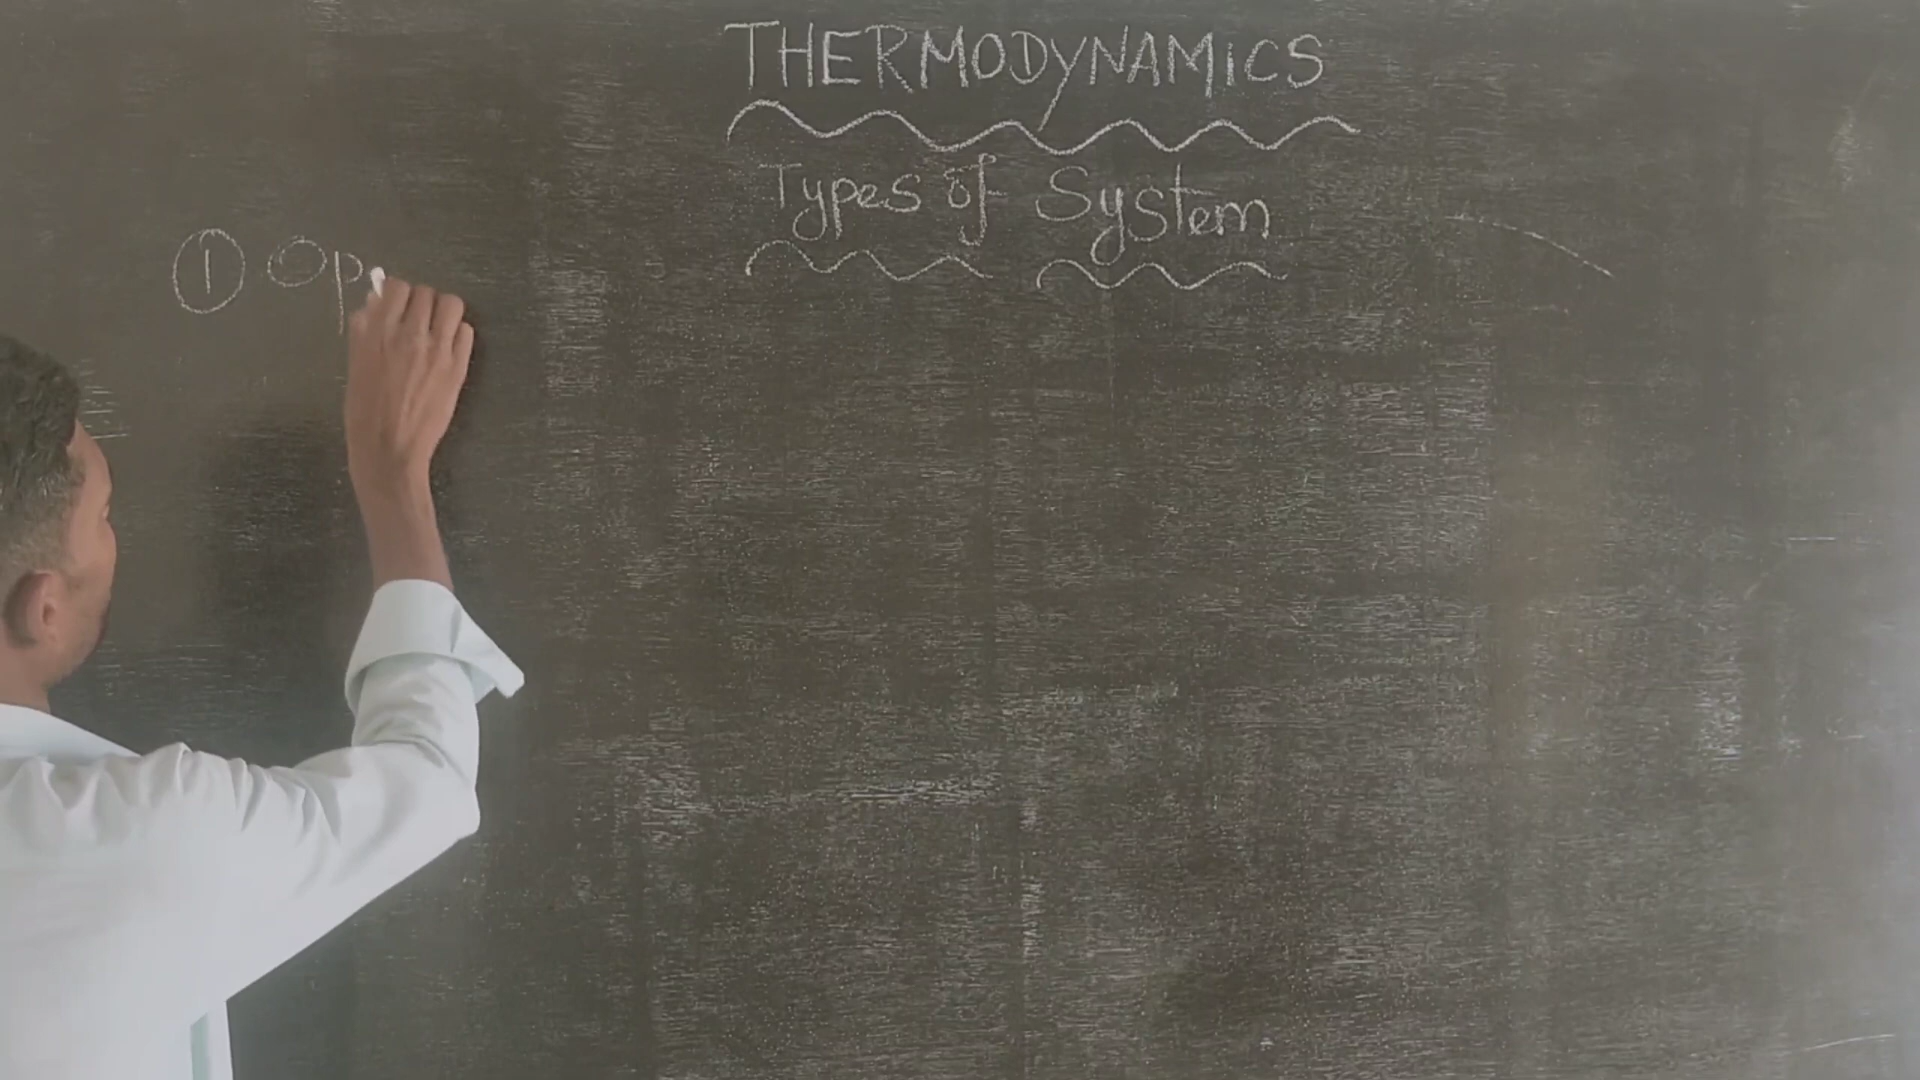 THERMODYNAMICS
Types of System
① Op